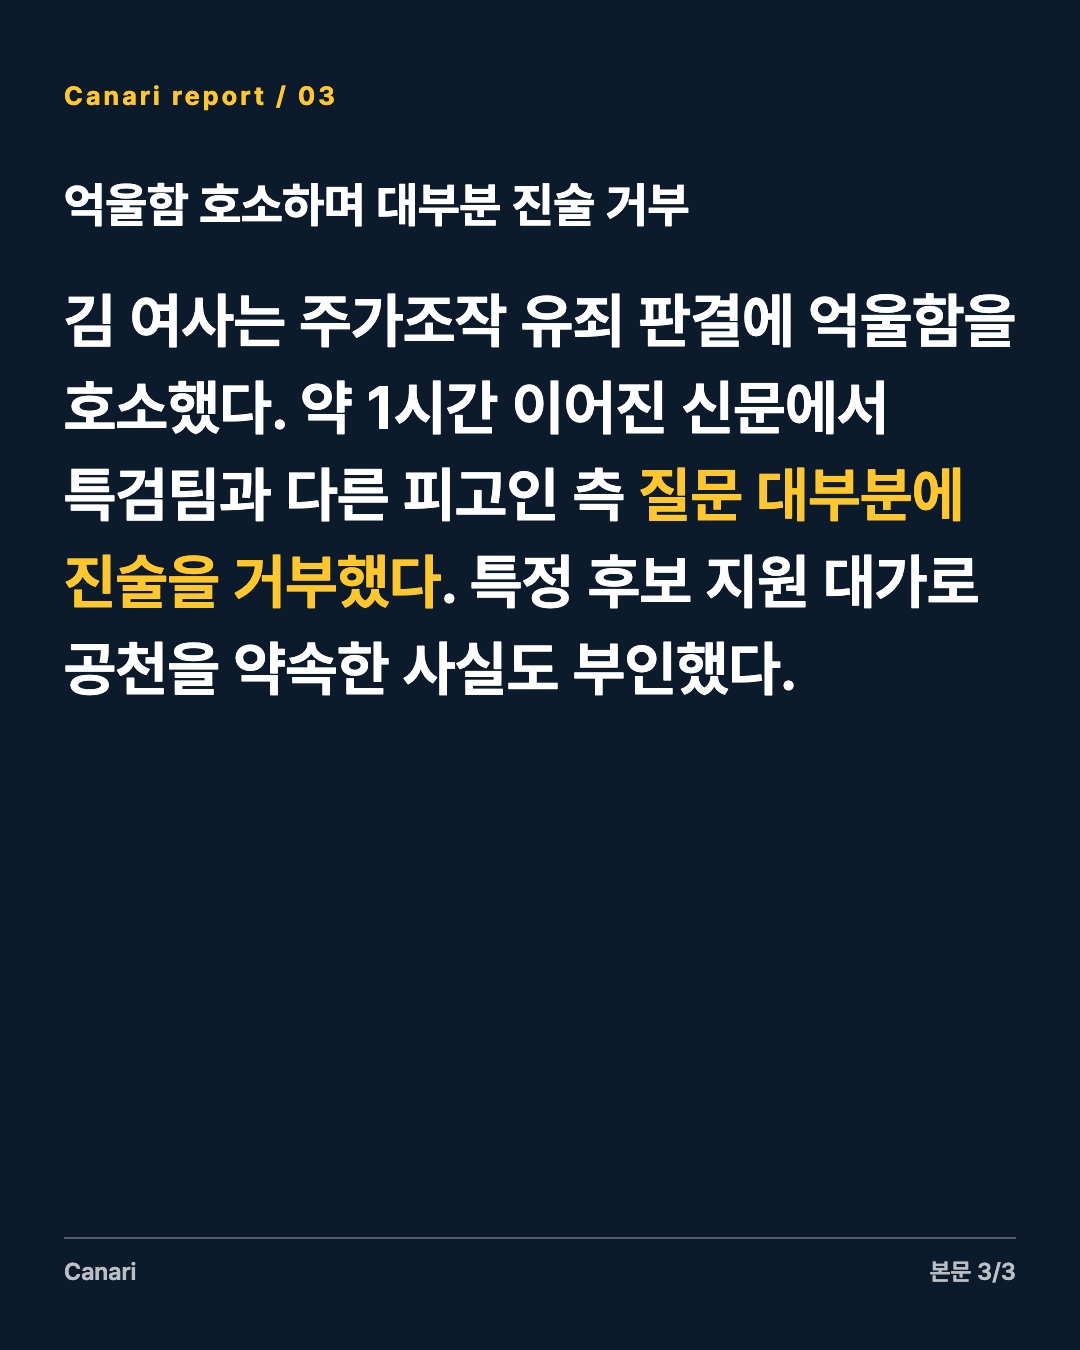 Canari report / 03
억울함 호소하며 대부분 진술 거부
김 여사는 주가조작 유죄 판결에 억울함을
호소했다. 약 1시간 이어진 신문에서
특검팀과 다른 피고인 측 질문 대부분에
진술을 거부했다. 특정 후보 지원 대가로
공천을 약속한 사실도 부인했다.
Canari
본문 3/3